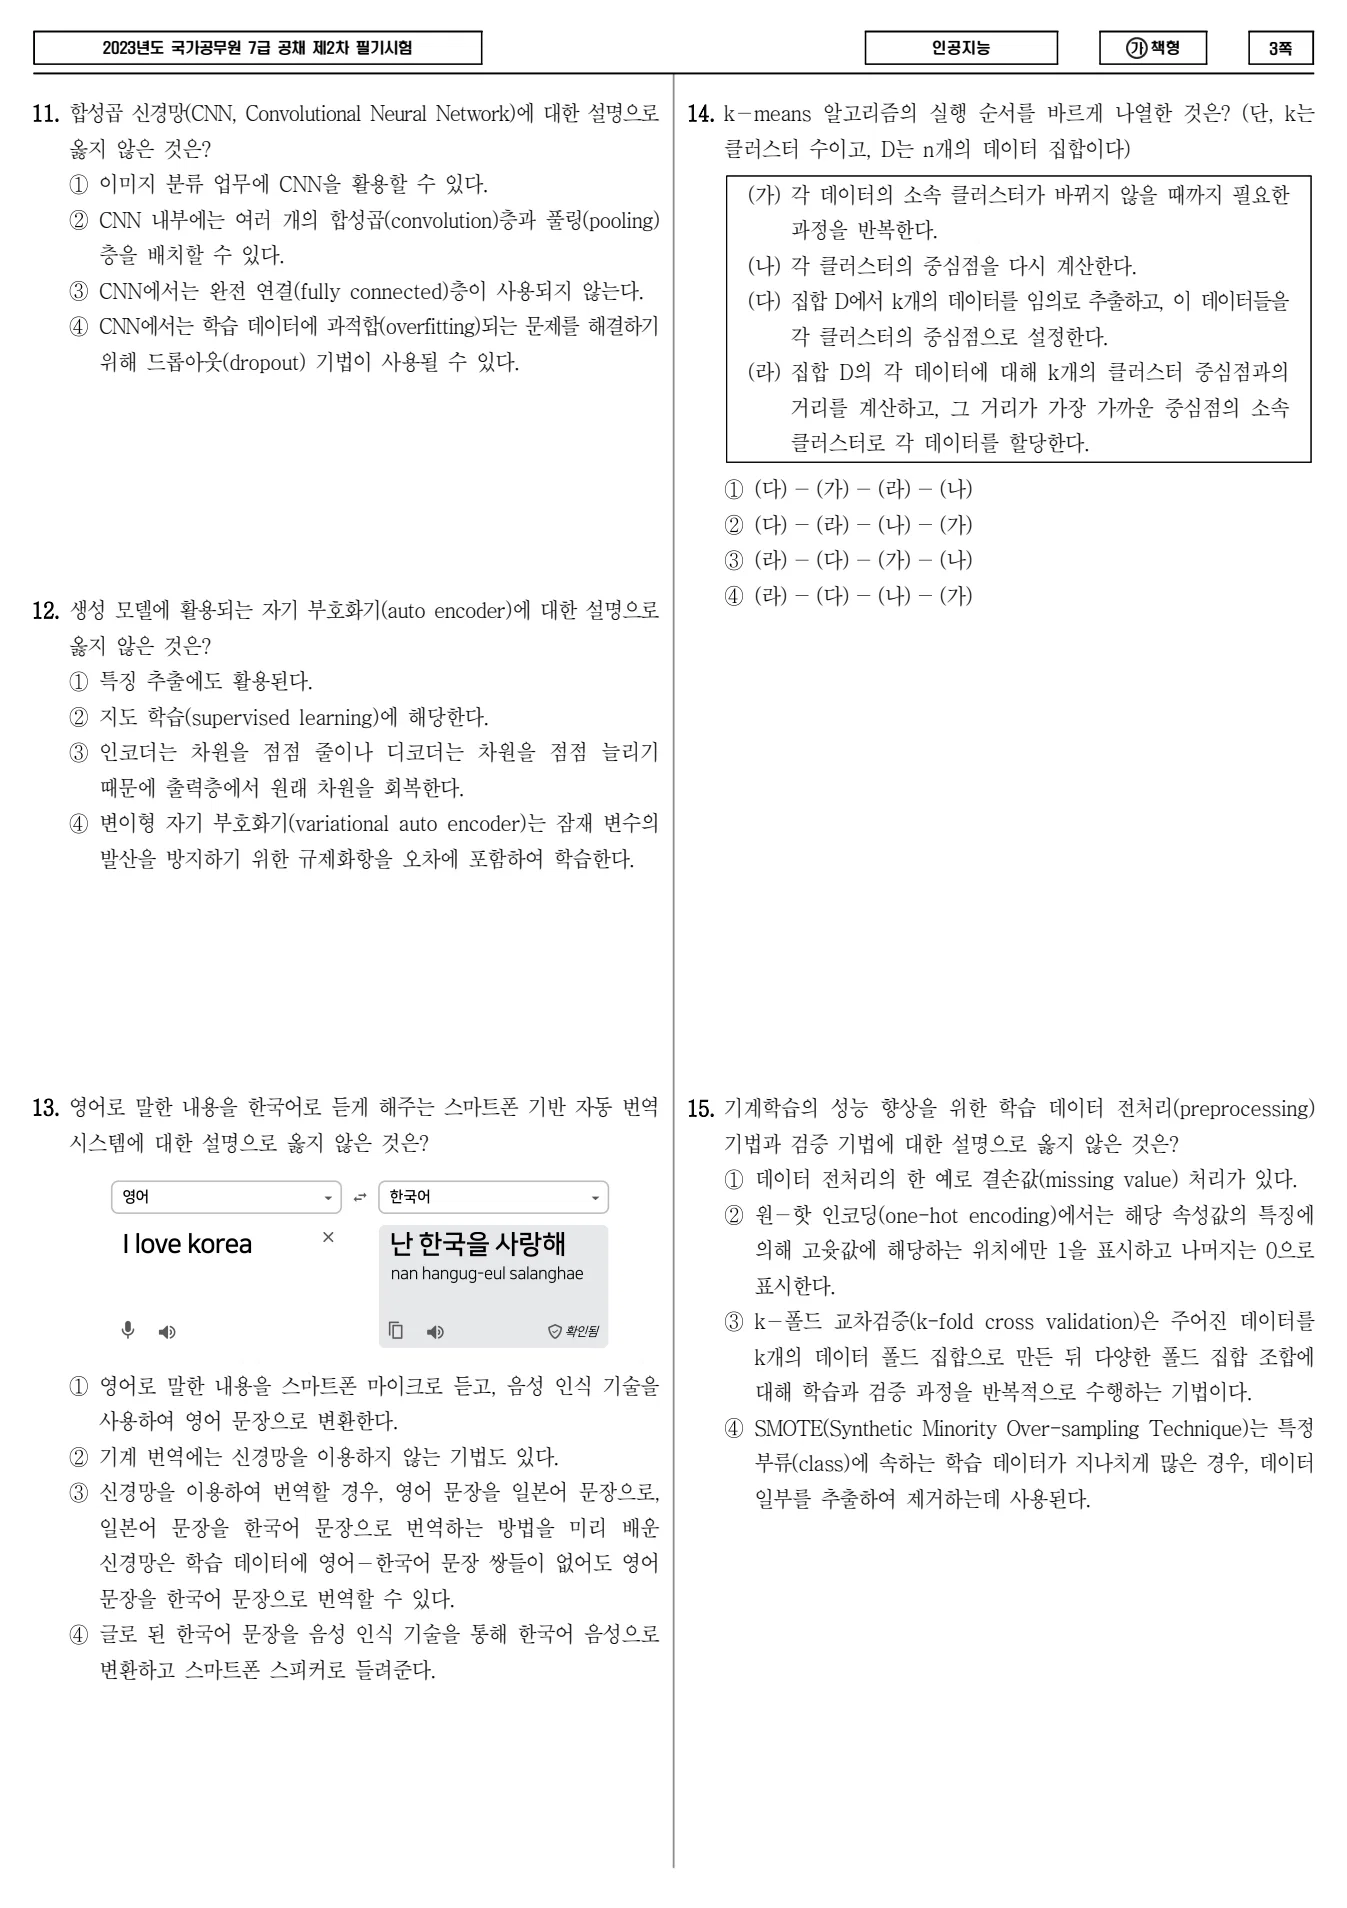 2023년도 국가공무원 7급 공채 제2차 필기시험
인공지능
㉮ 책형
3쪽
11. 합성곱 신경망(CNN, Convolutional Neural Network)에 대한 설명으로
옳지 않은 것은?
① 이미지 분류 업무에 CNN을 활용할 수 있다.
② CNN 내부에는 여러 개의 합성곱(convolution)층과 풀링(pooling)
층을 배치할 수 있다.
③ CNN에서는 완전 연결(fully connected)층이 사용되지 않는다.
④ CNN에서는 학습 데이터에 과적합(overfitting)되는 문제를 해결하기
위해 드롭아웃(dropout) 기법이 사용될 수 있다.
12. 생성 모델에 활용되는 자기 부호화기(auto encoder)에 대한 설명으로
옳지 않은 것은?
① 특징 추출에도 활용된다.
② 지도 학습(supervised learning)에 해당한다.
③ 인코더는 차원을 점점 줄이나 디코더는 차원을 점점 늘리기
때문에 출력층에서 원래 차원을 회복한다.
④ 변이형 자기 부호화기(variational auto encoder)는 잠재 변수의
발산을 방지하기 위한 규제화항을 오차에 포함하여 학습한다.
13. 영어로 말한 내용을 한국어로 듣게 해주는 스마트폰 기반 자동 번역
시스템에 대한 설명으로 옳지 않은 것은?
영어
한국어
I love korea
난 한국을 사랑해
nan hangug-eul salanghae
확인됨
① 영어로 말한 내용을 스마트폰 마이크로 듣고, 음성 인식 기술을
사용하여 영어 문장으로 변환한다.
② 기계 번역에는 신경망을 이용하지 않는 기법도 있다.
③ 신경망을 이용하여 번역할 경우, 영어 문장을 일본어 문장으로,
일본어 문장을 한국어 문장으로 번역하는 방법을 미리 배운
신경망은 학습 데이터에 영어-한국어 문장 쌍들이 없어도 영어
문장을 한국어 문장으로 번역할 수 있다.
④ 글로 된 한국어 문장을 음성 인식 기술을 통해 한국어 음성으로
변환하고 스마트폰 스피커로 들려준다.
14. k-means 알고리즘의 실행 순서를 바르게 나열한 것은? (단, k는
클러스터 수이고, D는 n개의 데이터 집합이다)
(가) 각 데이터의 소속 클러스터가 바뀌지 않을 때까지 필요한
과정을 반복한다.
(나) 각 클러스터의 중심점을 다시 계산한다.
(다) 집합 D에서 k개의 데이터를 임의로 추출하고, 이 데이터들을
각 클러스터의 중심점으로 설정한다.
(라) 집합 D의 각 데이터에 대해 k개의 클러스터 중심점과의
거리를 계산하고, 그 거리가 가장 가까운 중심점의 소속
클러스터로 각 데이터를 할당한다.
① (다) - (가) - (라) - (나)
② (다) - (라) - (나) - (가)
③ (라) - (다) - (가) - (나)
④ (라) - (다) - (나) - (가)
15. 기계학습의 성능 향상을 위한 학습 데이터 전처리(preprocessing)
기법과 검증 기법에 대한 설명으로 옳지 않은 것은?
① 데이터 전처리의 한 예로 결손값(missing value) 처리가 있다.
② 원-핫 인코딩(one-hot encoding)에서는 해당 속성값의 특징에
의해 고윳값에 해당하는 위치에만 1을 표시하고 나머지는 0으로
표시한다.
③ k-폴드 교차검증(k-fold cross validation)은 주어진 데이터를
k개의 데이터 폴드 집합으로 만든 뒤 다양한 폴드 집합 조합에
대해 학습과 검증 과정을 반복적으로 수행하는 기법이다.
④ SMOTE(Synthetic Minority Over-sampling Technique)는 특정
부류(class)에 속하는 학습 데이터가 지나치게 많은 경우, 데이터
일부를 추출하여 제거하는데 사용된다.